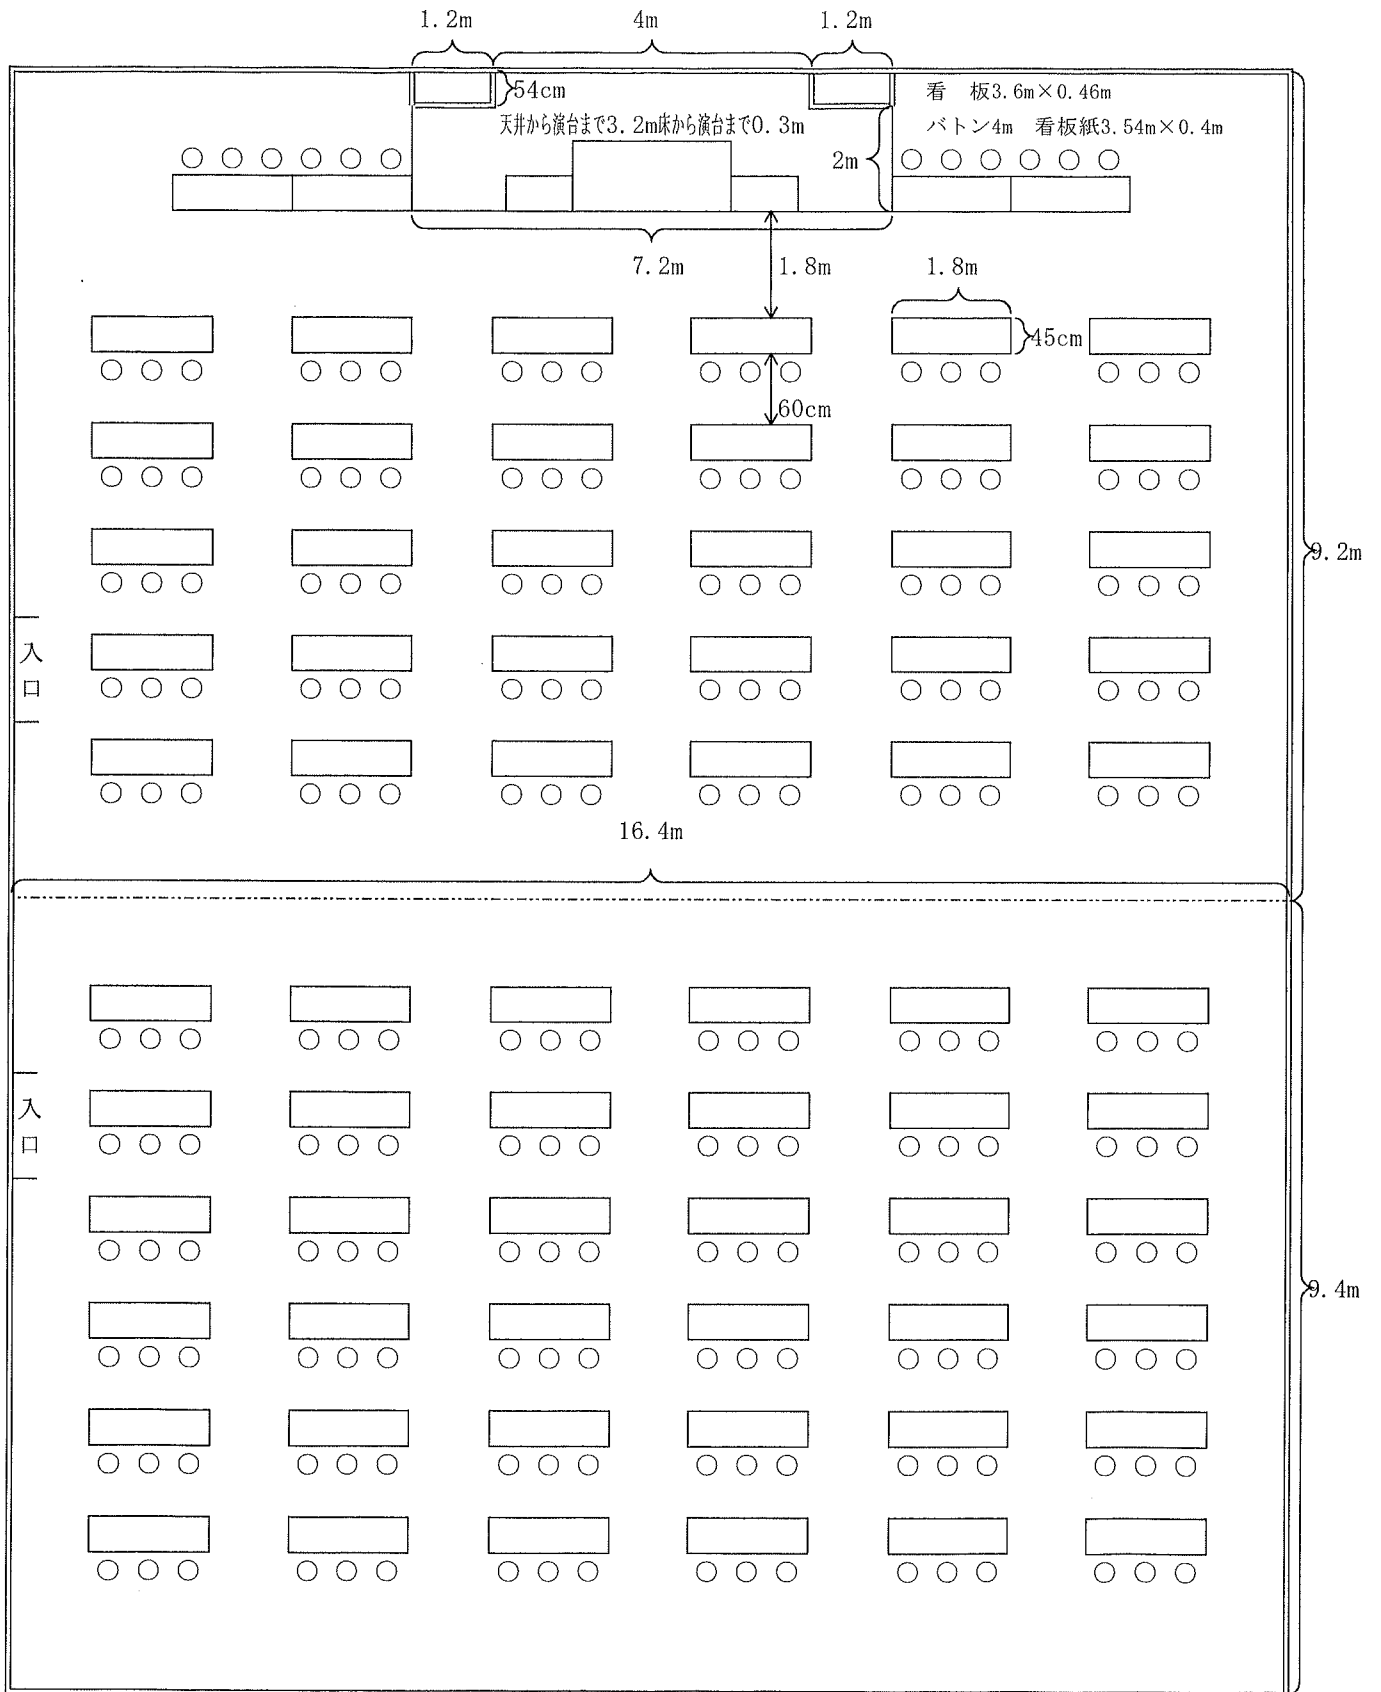 1.2m
4m
1.2m
54cm
看　板3.6m×0.46m
天井から演台まで3.2m床から演台まで0.3m
バトン4m　看板紙3.54m×0.4m
2m
7.2m
1.8m
1.8m
45cm
60cm
9.2m
入口
16.4m
入口
9.4m